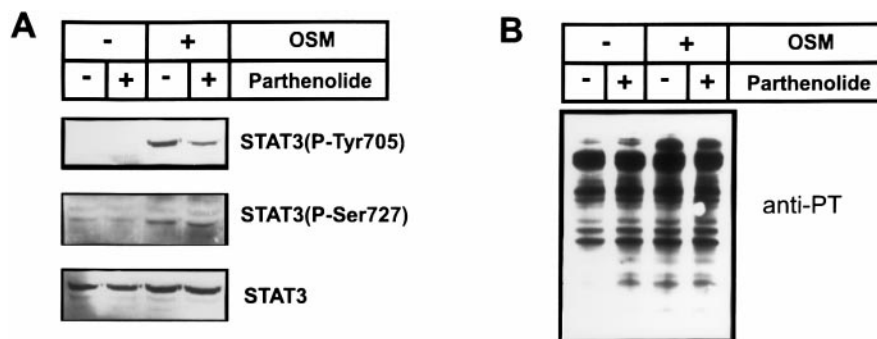 A
- + OSM
- + - + Parthenolide
STAT3(P-Tyr705)
STAT3(P-Ser727)
STAT3
B
- + OSM
- + - + Parthenolide
anti-PT